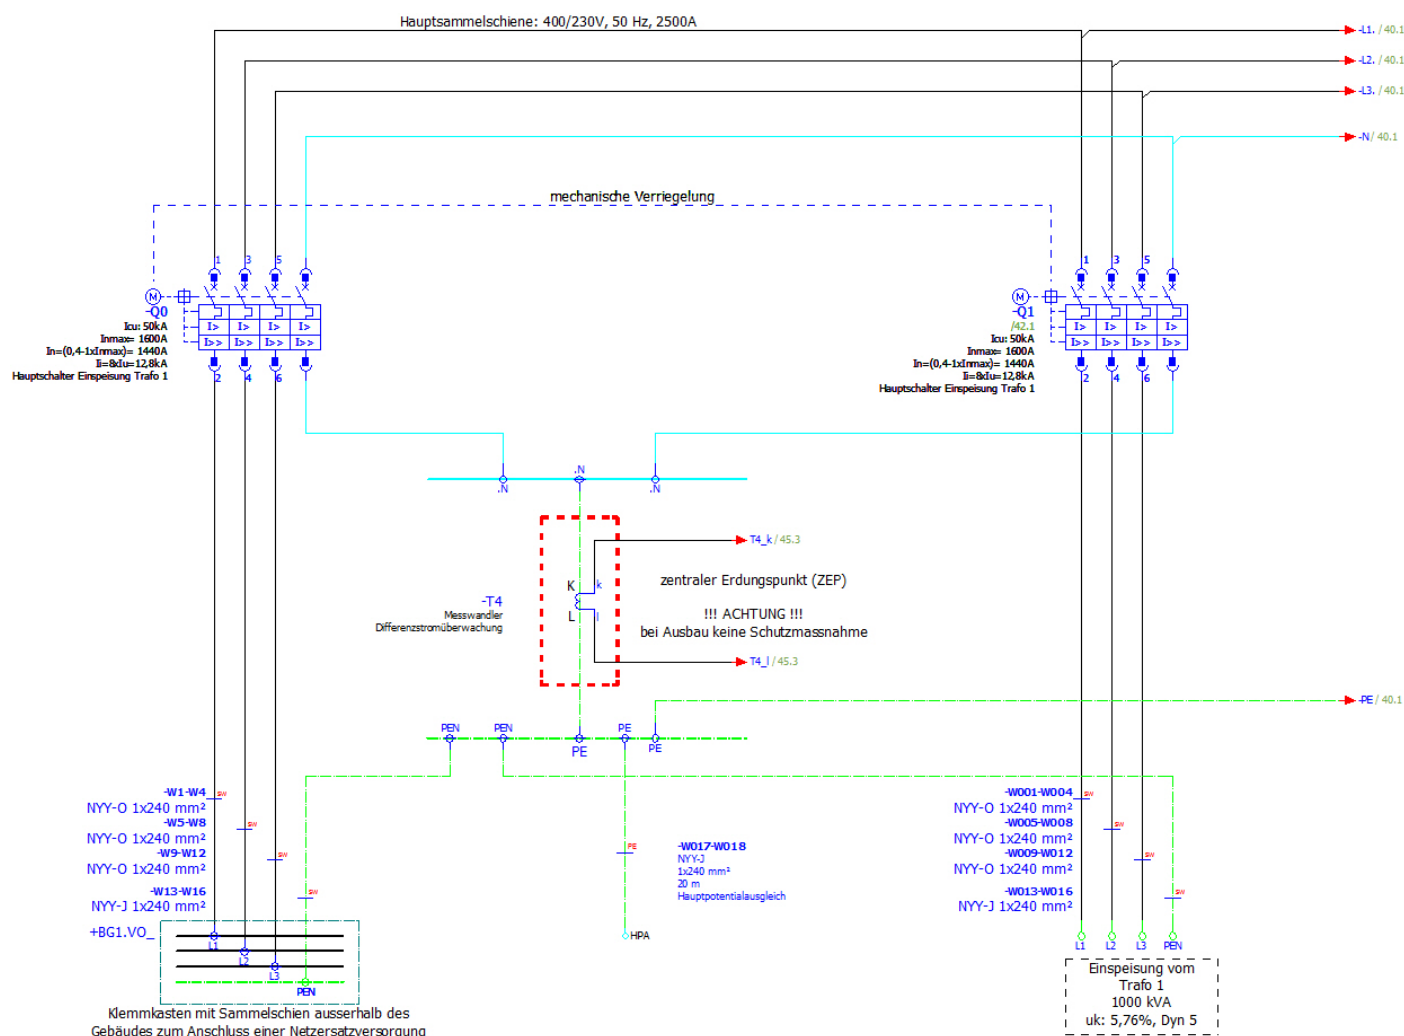 Hauptsammelschiene: 400/230V, 50 Hz, 2500A
-L1. / 40.1
-L2. / 40.1
-L3. / 40.1
-N / 40.1
mechanische Verriegelung
1 3 5
1 3 5
M
M
-Q0
Icu: 50kA
Inmax= 1600A
In=(0,4-1xInmax)= 1440A
Ii=8xIu=12,8kA
Hauptschalter Einspeisung Trafo 1
I> I> I> I>
I>> I>> I>> I>>
2 4 6
-Q1
/42.1
Icu: 50kA
Inmax= 1600A
In=(0,4-1xInmax)= 1440A
Ii=8xIu=12,8kA
Hauptschalter Einspeisung Trafo 1
I> I> I> I>
I>> I>> I>> I>>
2 4 6
.N
.N
.N
T4_k / 45.3
K k
L l
-T4
Messwandler
Differenzstromüberwachung
zentraler Erdungspunkt (ZEP)
!!! ACHTUNG !!!
bei Ausbau keine Schutzmassnahme
T4_l / 45.3
-PE / 40.1
PEN PEN PE PE PE
-W1-W4
NYY-O 1x240 mm²
sw
-W5-W8
NYY-O 1x240 mm²
sw
-W9-W12
NYY-O 1x240 mm²
sw
-W13-W16
NYY-J 1x240 mm²
sw
PE
-W017-W018
NYY-J
1x240 mm²
20 m
Hauptpotentialausgleich
HPA
-W001-W004
NYY-O 1x240 mm²
sw
-W005-W008
NYY-O 1x240 mm²
sw
-W009-W012
NYY-O 1x240 mm²
sw
-W013-W016
NYY-J 1x240 mm²
sw
+BG1.VO_
L1
L2
L3
PEN
Klemmkasten mit Sammelschien ausserhalb des
Gebäudes zum Anschluss einer Netzersatzversorgung
L1 L2 L3 PEN
Einspeisung vom
Trafo 1
1000 kVA
uk: 5,76%, Dyn 5